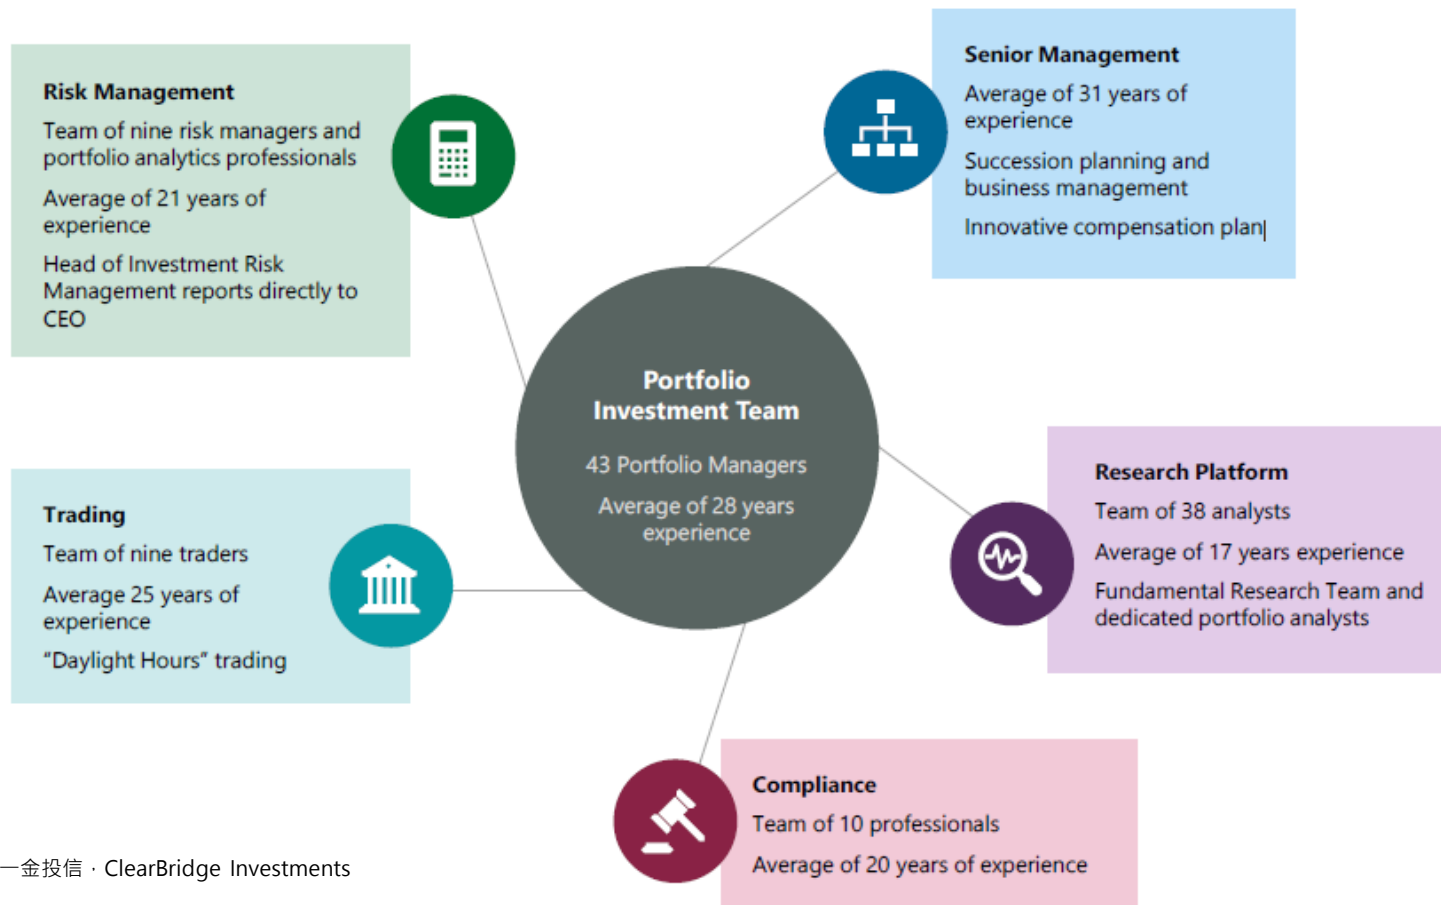 Risk Management
Team of nine risk managers and
portfolio analytics professionals
Average of 21 years of
experience
Head of Investment Risk
Management reports directly to
CEO
Senior Management
Average of 31 years of
experience
Succession planning and
business management
Innovative compensation plan
Portfolio
Investment Team
43 Portfolio Managers
Average of 28 years
experience
Trading
Team of nine traders
Average 25 years of
experience
“Daylight Hours” trading
Research Platform
Team of 38 analysts
Average of 17 years experience
Fundamental Research Team and
dedicated portfolio analysts
Compliance
Team of 10 professionals
Average of 20 years of experience
一金投信，ClearBridge Investments